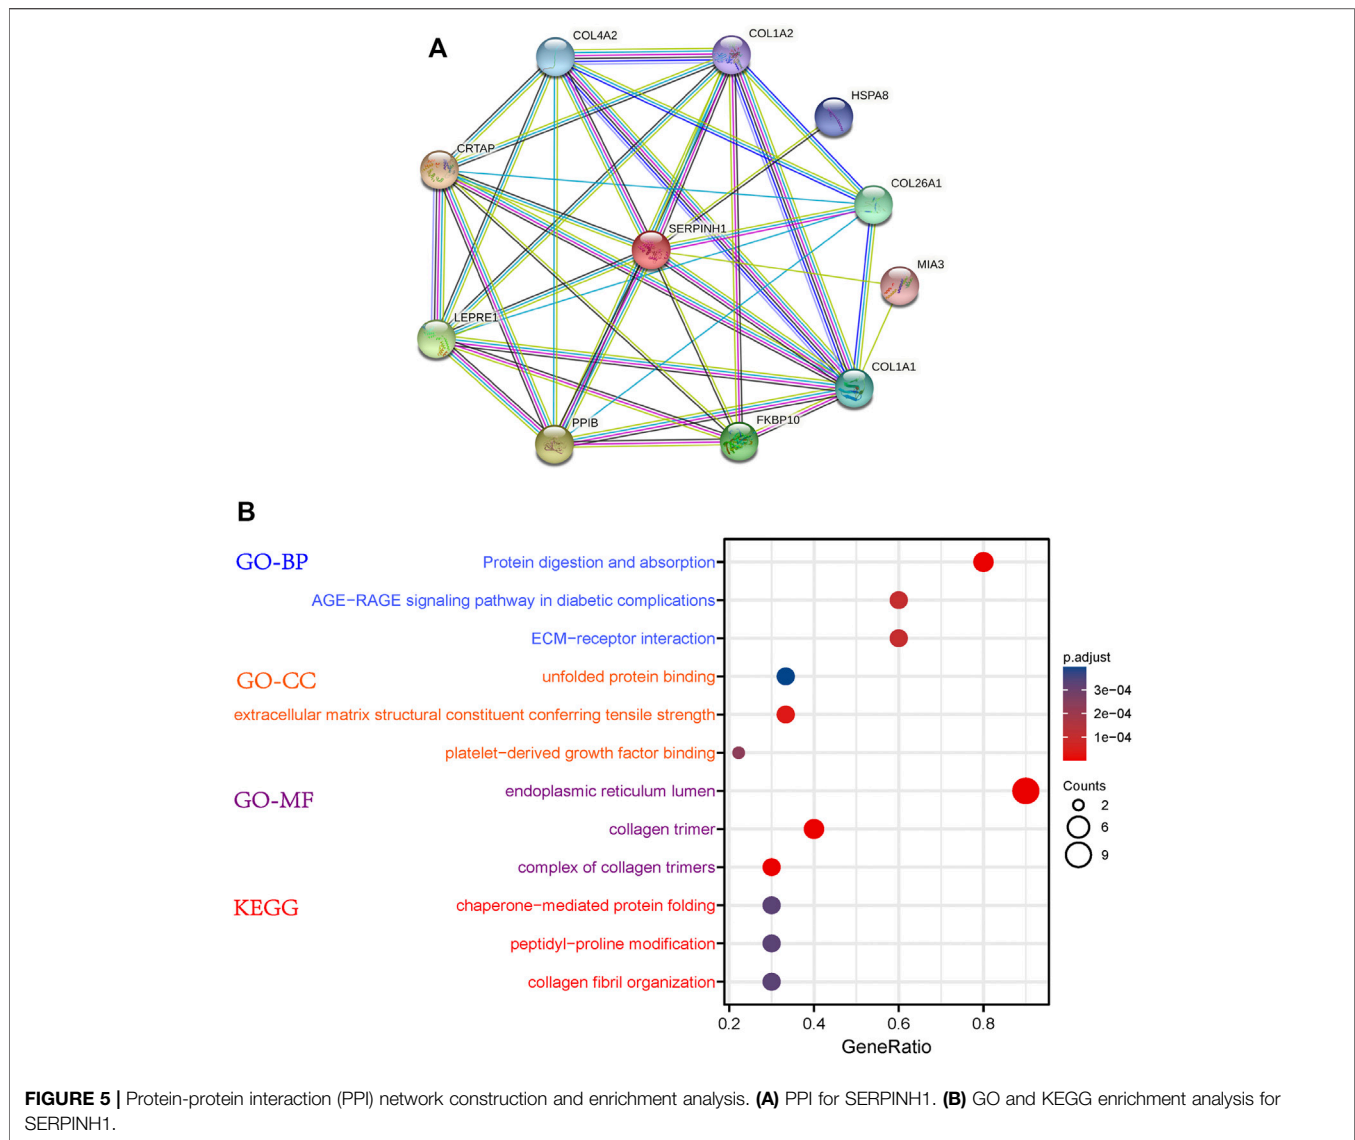 A
COL4A2
COL1A2
HSPA8
CRTAP
COL26A1
SERPINH1
MIA3
LEPRE1
COL1A1
PPIB
FKBP10
B
GO-BP
Protein digestion and absorption
AGE−RAGE signaling pathway in diabetic complications
ECM−receptor interaction
GO-CC
unfolded protein binding
extracellular matrix structural constituent conferring tensile strength
platelet−derived growth factor binding
GO-MF
endoplasmic reticulum lumen
collagen trimer
complex of collagen trimers
KEGG
chaperone−mediated protein folding
peptidyl−proline modification
collagen fibril organization
0.2 0.4 0.6 0.8
GeneRatio
p.adjust
3e−04
2e−04
1e−04
Counts
2
6
9
FIGURE 5 | Protein-protein interaction (PPI) network construction and enrichment analysis. (A) PPI for SERPINH1. (B) GO and KEGG enrichment analysis for
SERPINH1.